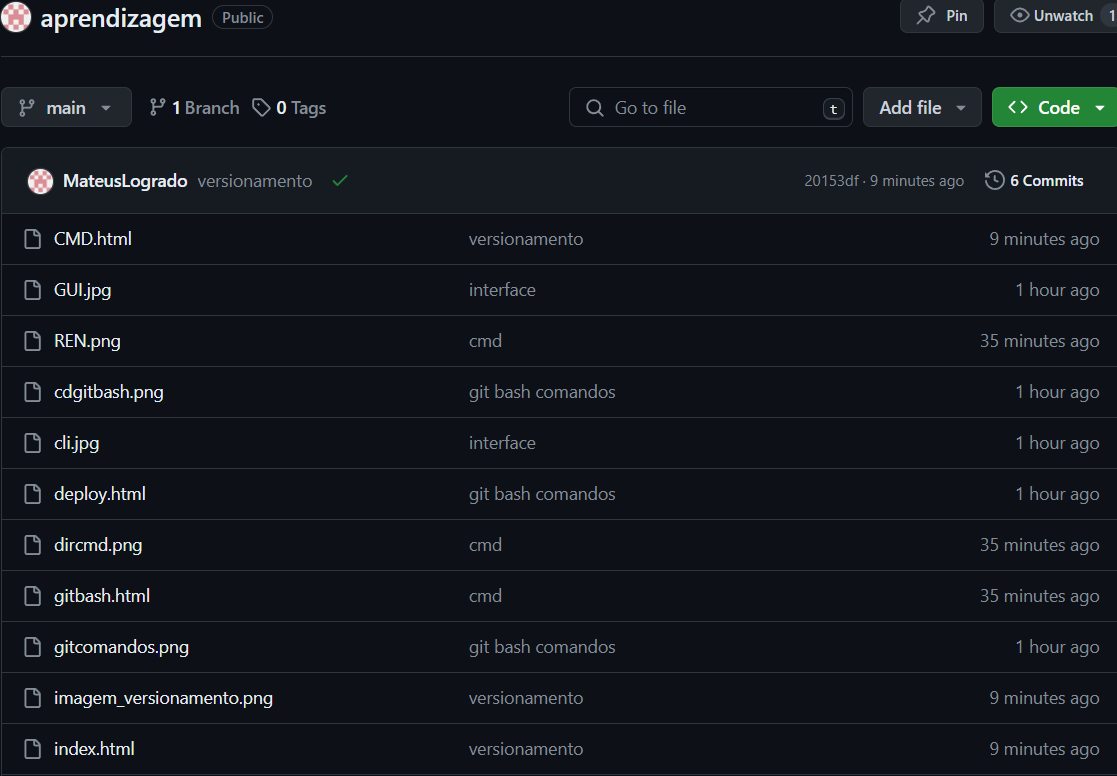 aprendizagem Public Pin Unwatch 1
main 1 Branch 0 Tags Go to file t Add file Code
MateusLogrado versionamento 20153df · 9 minutes ago 6 Commits
CMD.html versionamento 9 minutes ago
GUI.jpg interface 1 hour ago
REN.png cmd 35 minutes ago
cdgitbash.png git bash comandos 1 hour ago
cli.jpg interface 1 hour ago
deploy.html git bash comandos 1 hour ago
dircmd.png cmd 35 minutes ago
gitbash.html cmd 35 minutes ago
gitcomandos.png git bash comandos 1 hour ago
imagem_versionamento.png versionamento 9 minutes ago
index.html versionamento 9 minutes ago